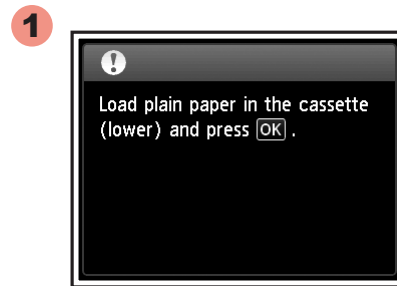 1
!
Load plain paper in the cassette
(lower) and press OK .